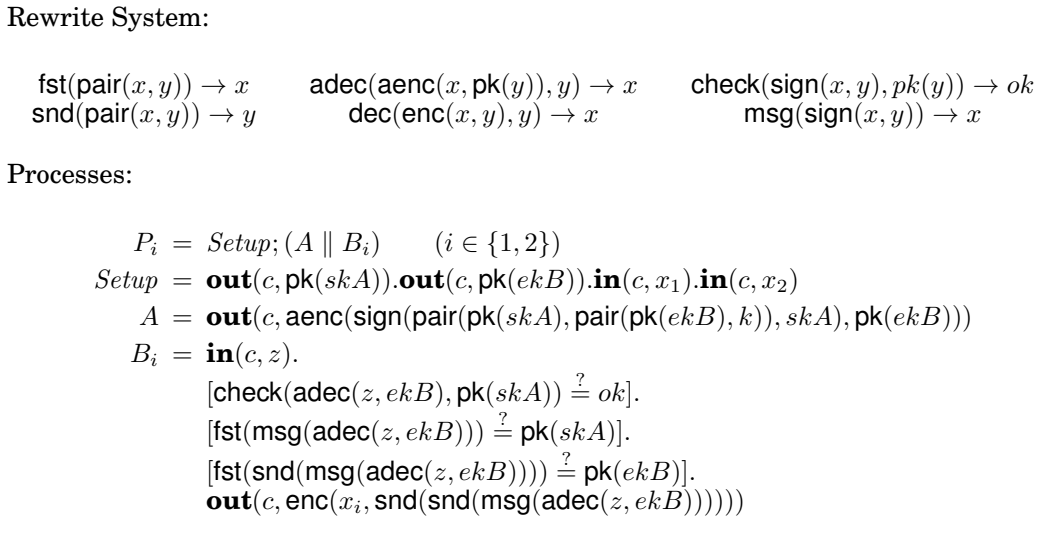 Rewrite System:
fst(pair(x, y)) → x adec(aenc(x, pk(y)), y) → x check(sign(x, y), pk(y)) → ok
snd(pair(x, y)) → y dec(enc(x, y), y) → x msg(sign(x, y)) → x
Processes:
P_i = Setup; (A ∥ B_i) (i ∈ {1, 2})
Setup = out(c, pk(skA)).out(c, pk(ekB)).in(c, x_1).in(c, x_2)
A = out(c, aenc(sign(pair(pk(skA), pair(pk(ekB), k)), skA), pk(ekB)))
B_i = in(c, z).
[check(adec(z, ekB), pk(skA)) ≟ ok].
[fst(msg(adec(z, ekB))) ≟ pk(skA)].
[fst(snd(msg(adec(z, ekB)))) ≟ pk(ekB)].
out(c, enc(x_i, snd(snd(msg(adec(z, ekB))))))